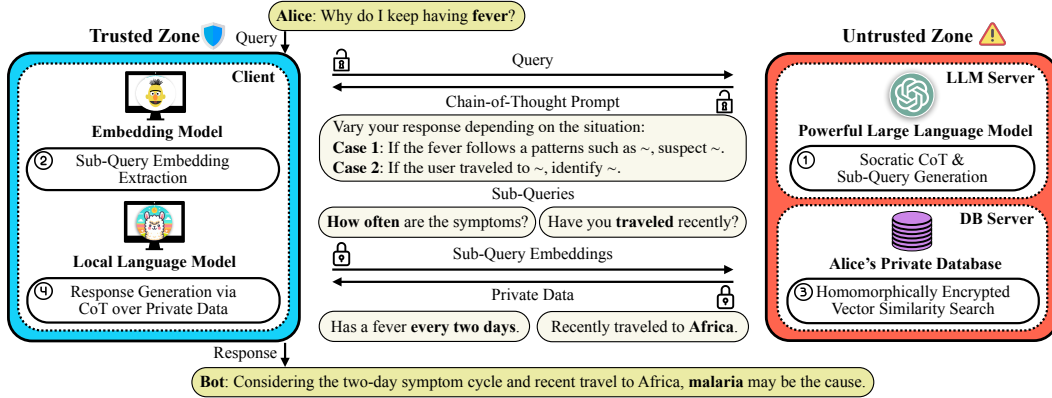 Alice: Why do I keep having fever?
Trusted Zone
Query
Untrusted Zone
Client
Embedding Model
② Sub-Query Embedding
Extraction
Local Language Model
④ Response Generation via
CoT over Private Data
Query
Chain-of-Thought Prompt
Vary your response depending on the situation:
Case 1: If the fever follows a patterns such as ~, suspect ~.
Case 2: If the user traveled to ~, identify ~.
Sub-Queries
How often are the symptoms?
Have you traveled recently?
Sub-Query Embeddings
Private Data
Has a fever every two days.
Recently traveled to Africa.
LLM Server
Powerful Large Language Model
① Socratic CoT &
Sub-Query Generation
DB Server
Alice's Private Database
③ Homomorphically Encrypted
Vector Similarity Search
Response
Bot: Considering the two-day symptom cycle and recent travel to Africa, malaria may be the cause.